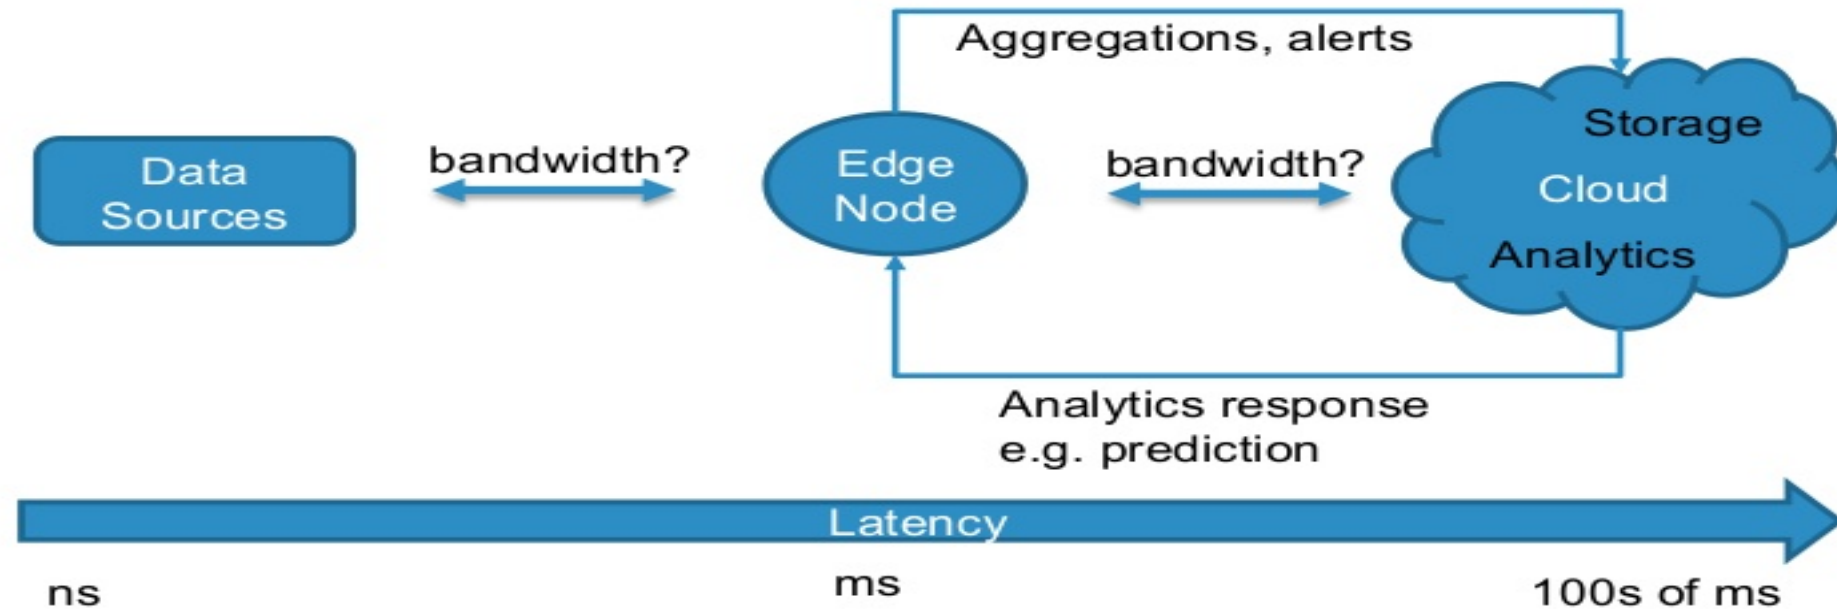 Aggregations, alerts
Data
Sources
bandwidth?
Edge
Node
bandwidth?
Storage
Cloud
Analytics
Analytics response
e.g. prediction
Latency
ns
ms
100s of ms